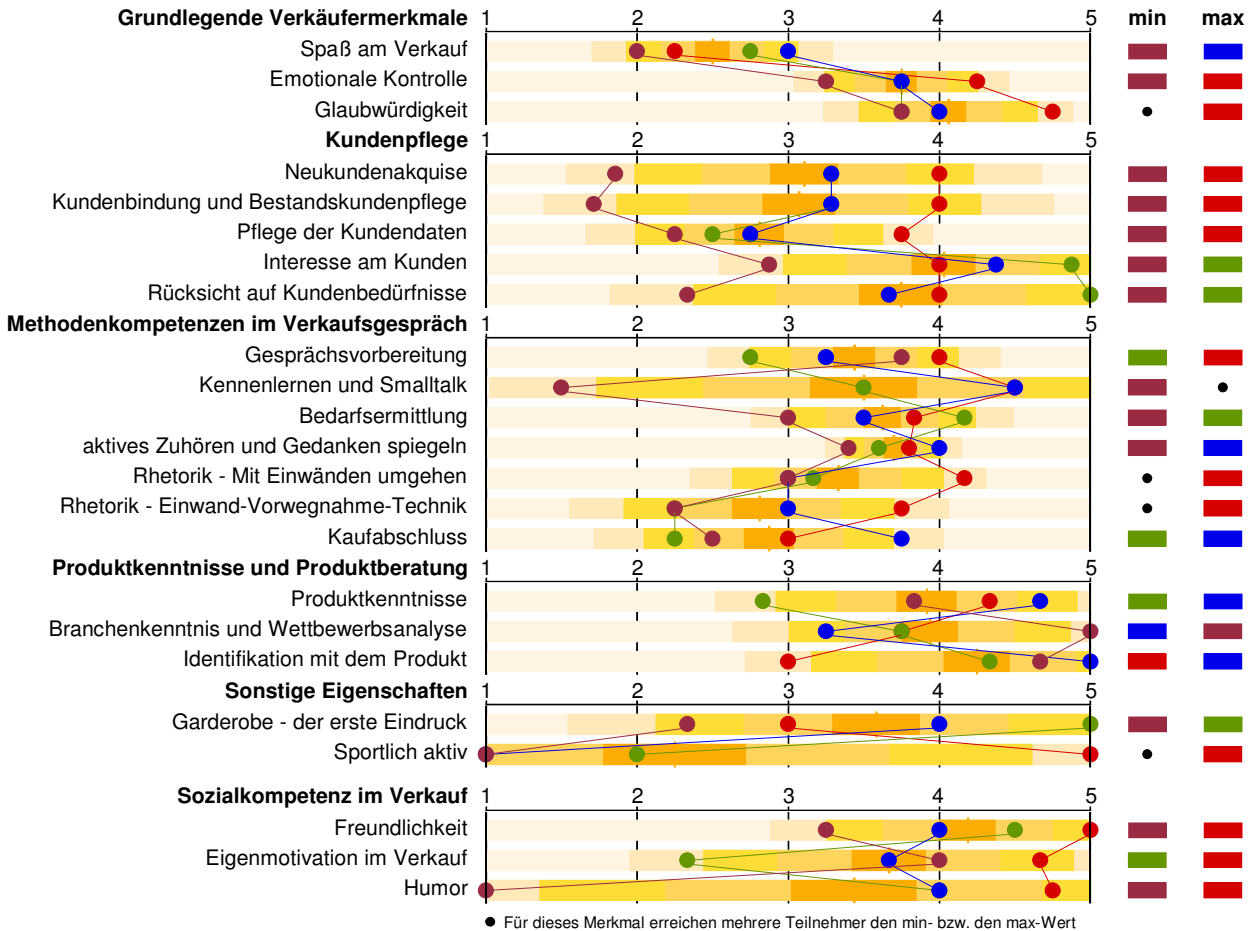 Grundlegende Verkäufermerkmale 1 2 3 4 5 min max
Spaß am Verkauf
Emotionale Kontrolle
Glaubwürdigkeit
Kundenpflege 1 2 3 4 5
Neukundenakquise
Kundenbindung und Bestandskundenpflege
Pflege der Kundendaten
Interesse am Kunden
Rücksicht auf Kundenbedürfnisse
Methodenkompetenzen im Verkaufsgespräch 1 2 3 4 5
Gesprächsvorbereitung
Kennenlernen und Smalltalk
Bedarfsermittlung
aktives Zuhören und Gedanken spiegeln
Rhetorik - Mit Einwänden umgehen
Rhetorik - Einwand-Vorwegnahme-Technik
Kaufabschluss
Produktkenntnisse und Produktberatung 1 2 3 4 5
Produktkenntnisse
Branchenkenntnis und Wettbewerbsanalyse
Identifikation mit dem Produkt
Sonstige Eigenschaften 1 2 3 4 5
Garderobe - der erste Eindruck
Sportlich aktiv
Sozialkompetenz im Verkauf 1 2 3 4 5
Freundlichkeit
Eigenmotivation im Verkauf
Humor
● Für dieses Merkmal erreichen mehrere Teilnehmer den min- bzw. den max-Wert